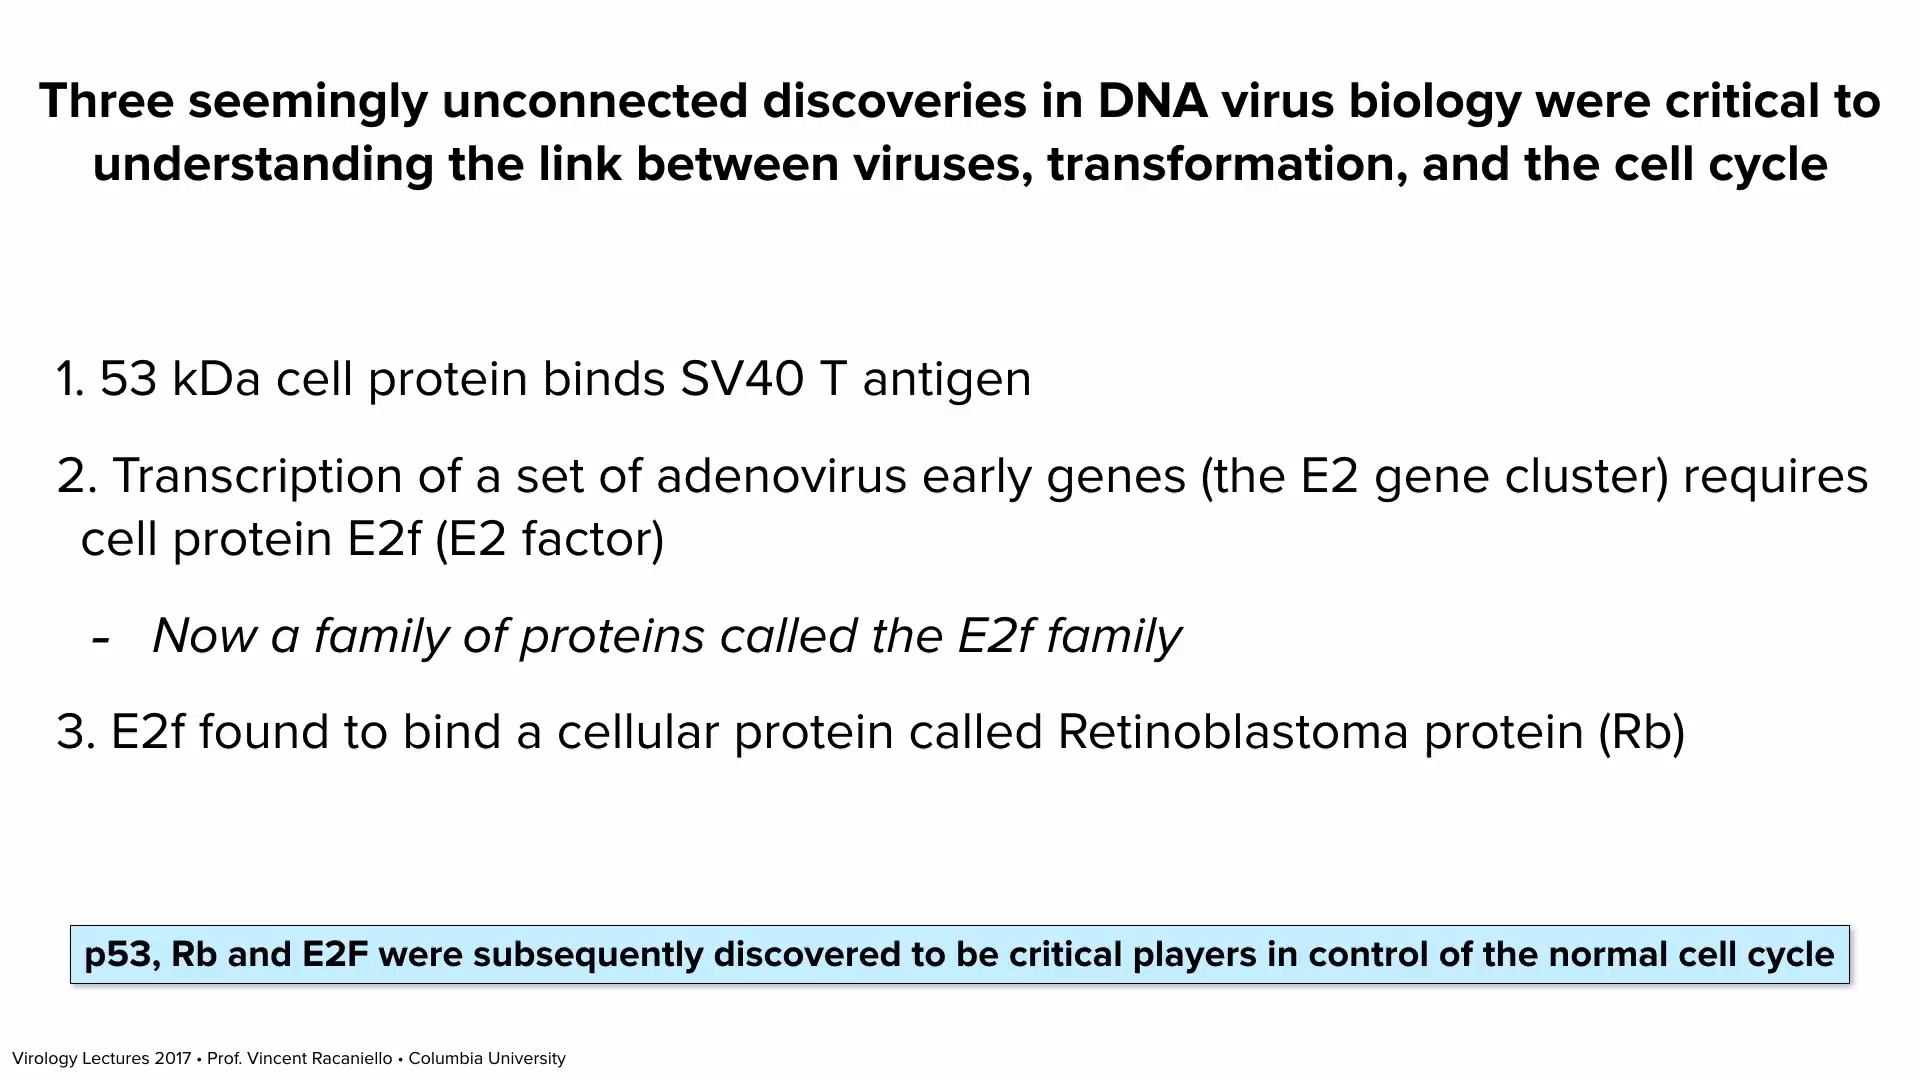 Three seemingly unconnected discoveries in DNA virus biology were critical to
understanding the link between viruses, transformation, and the cell cycle
1. 53 kDa cell protein binds SV40 T antigen
2. Transcription of a set of adenovirus early genes (the E2 gene cluster) requires
cell protein E2f (E2 factor)
- Now a family of proteins called the E2f family
3. E2f found to bind a cellular protein called Retinoblastoma protein (Rb)
p53, Rb and E2F were subsequently discovered to be critical players in control of the normal cell cycle
Virology Lectures 2017 • Prof. Vincent Racaniello • Columbia University